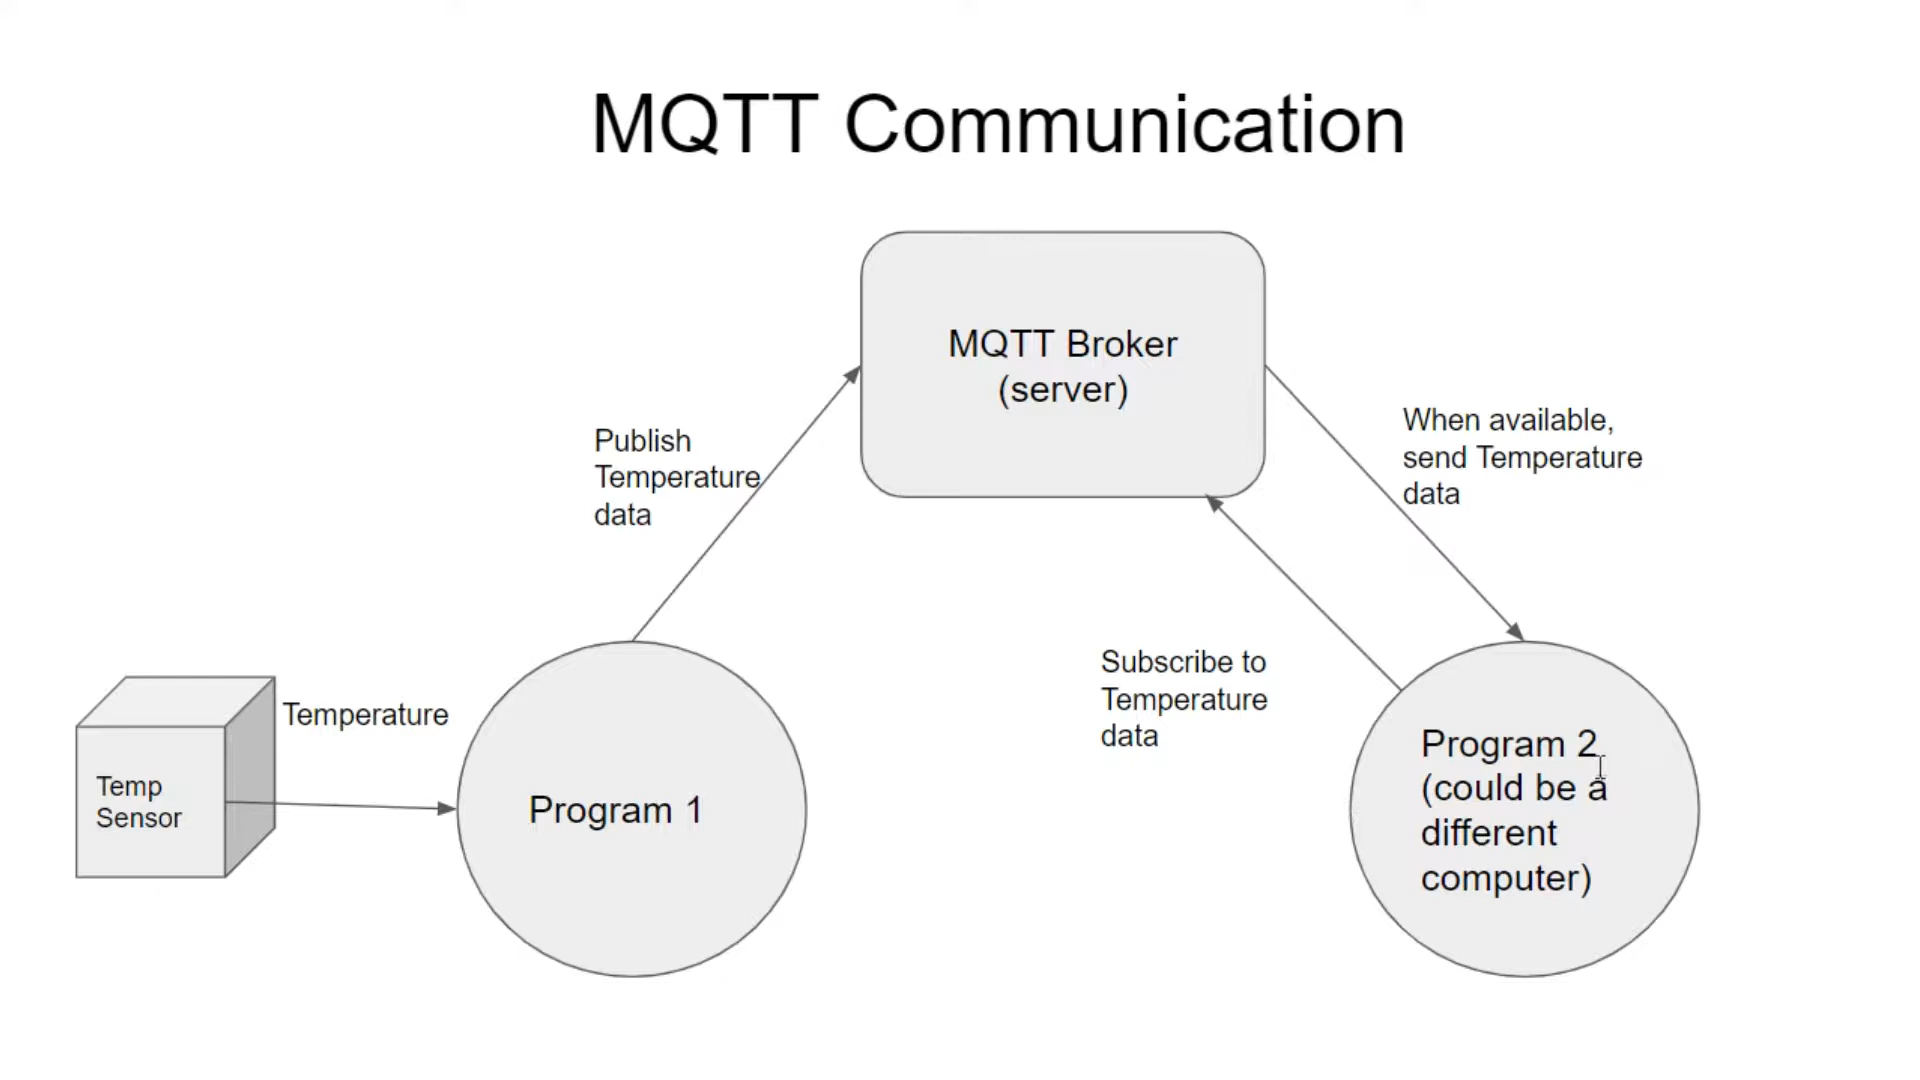 MQTT Communication
MQTT Broker
(server)
Publish
Temperature
data
When available,
send Temperature
data
Subscribe to
Temperature
data
Temperature
Temp
Sensor
Program 1
Program 2
(could be a
different
computer)